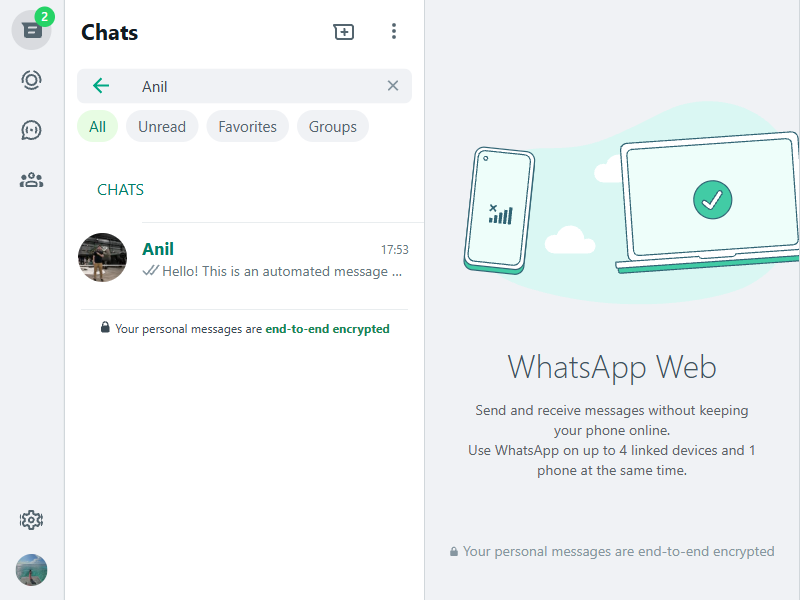 2
Chats
Anil
All
Unread
Favorites
Groups
CHATS
Anil
17:53
Hello! This is an automated message ...
Your personal messages are end-to-end encrypted
WhatsApp Web
Send and receive messages without keeping
your phone online.
Use WhatsApp on up to 4 linked devices and 1
phone at the same time.
Your personal messages are end-to-end encrypted